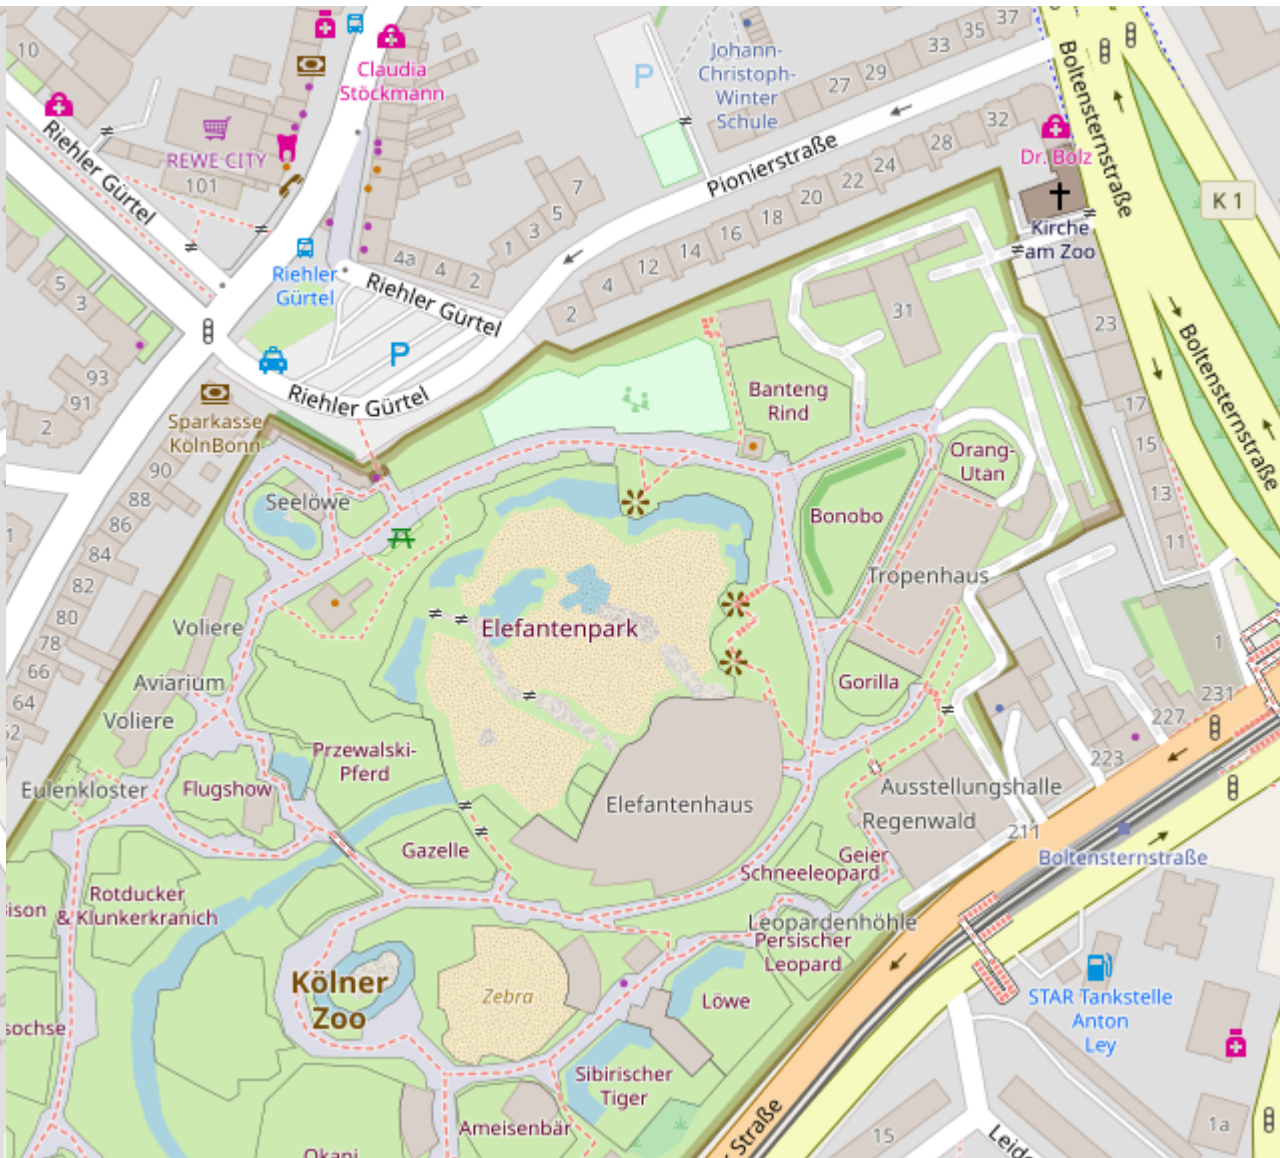 10
Claudia
Stöckmann
REWE CITY
101
Riehler Gürtel
Johann-
Christoph-
Winter
Schule
P
37
35
33
29
27
Boltensternstraße
32
28
24
22
20
18
16
14
12
4
2
Pionierstraße
Dr. Bolz
K 1
Kirche
am Zoo
7
5
3
1
4a
4
2
Riehler
Gürtel
Riehler Gürtel
5
3
P
Riehler Gürtel
93
91
2
Sparkasse
KölnBonn
90
88
86
84
82
80
78
66
64
31
23
Boltensternstraße
17
15
13
11
1
Banteng
Rind
Orang-
Utan
Seelöwe
Bonobo
Tropenhaus
Voliere
Elefantenpark
Aviarium
Gorilla
Voliere
231
227
223
Przewalski-
Pferd
Eulenkloster
Flugshow
Elefantenhaus
Ausstellungshalle
Regenwald
211
Boltensternstraße
Gazelle
Geier
Schneeleopard
Rotducker
& Klunkerkranich
ison
Leopardenhöhle
Persischer
Leopard
Kölner
Zoo
Zebra
Löwe
STAR Tankstelle
Anton
Ley
sochse
Sibirischer
Tiger
Ameisenbär
Okapi
Straße
15
1a
Leide